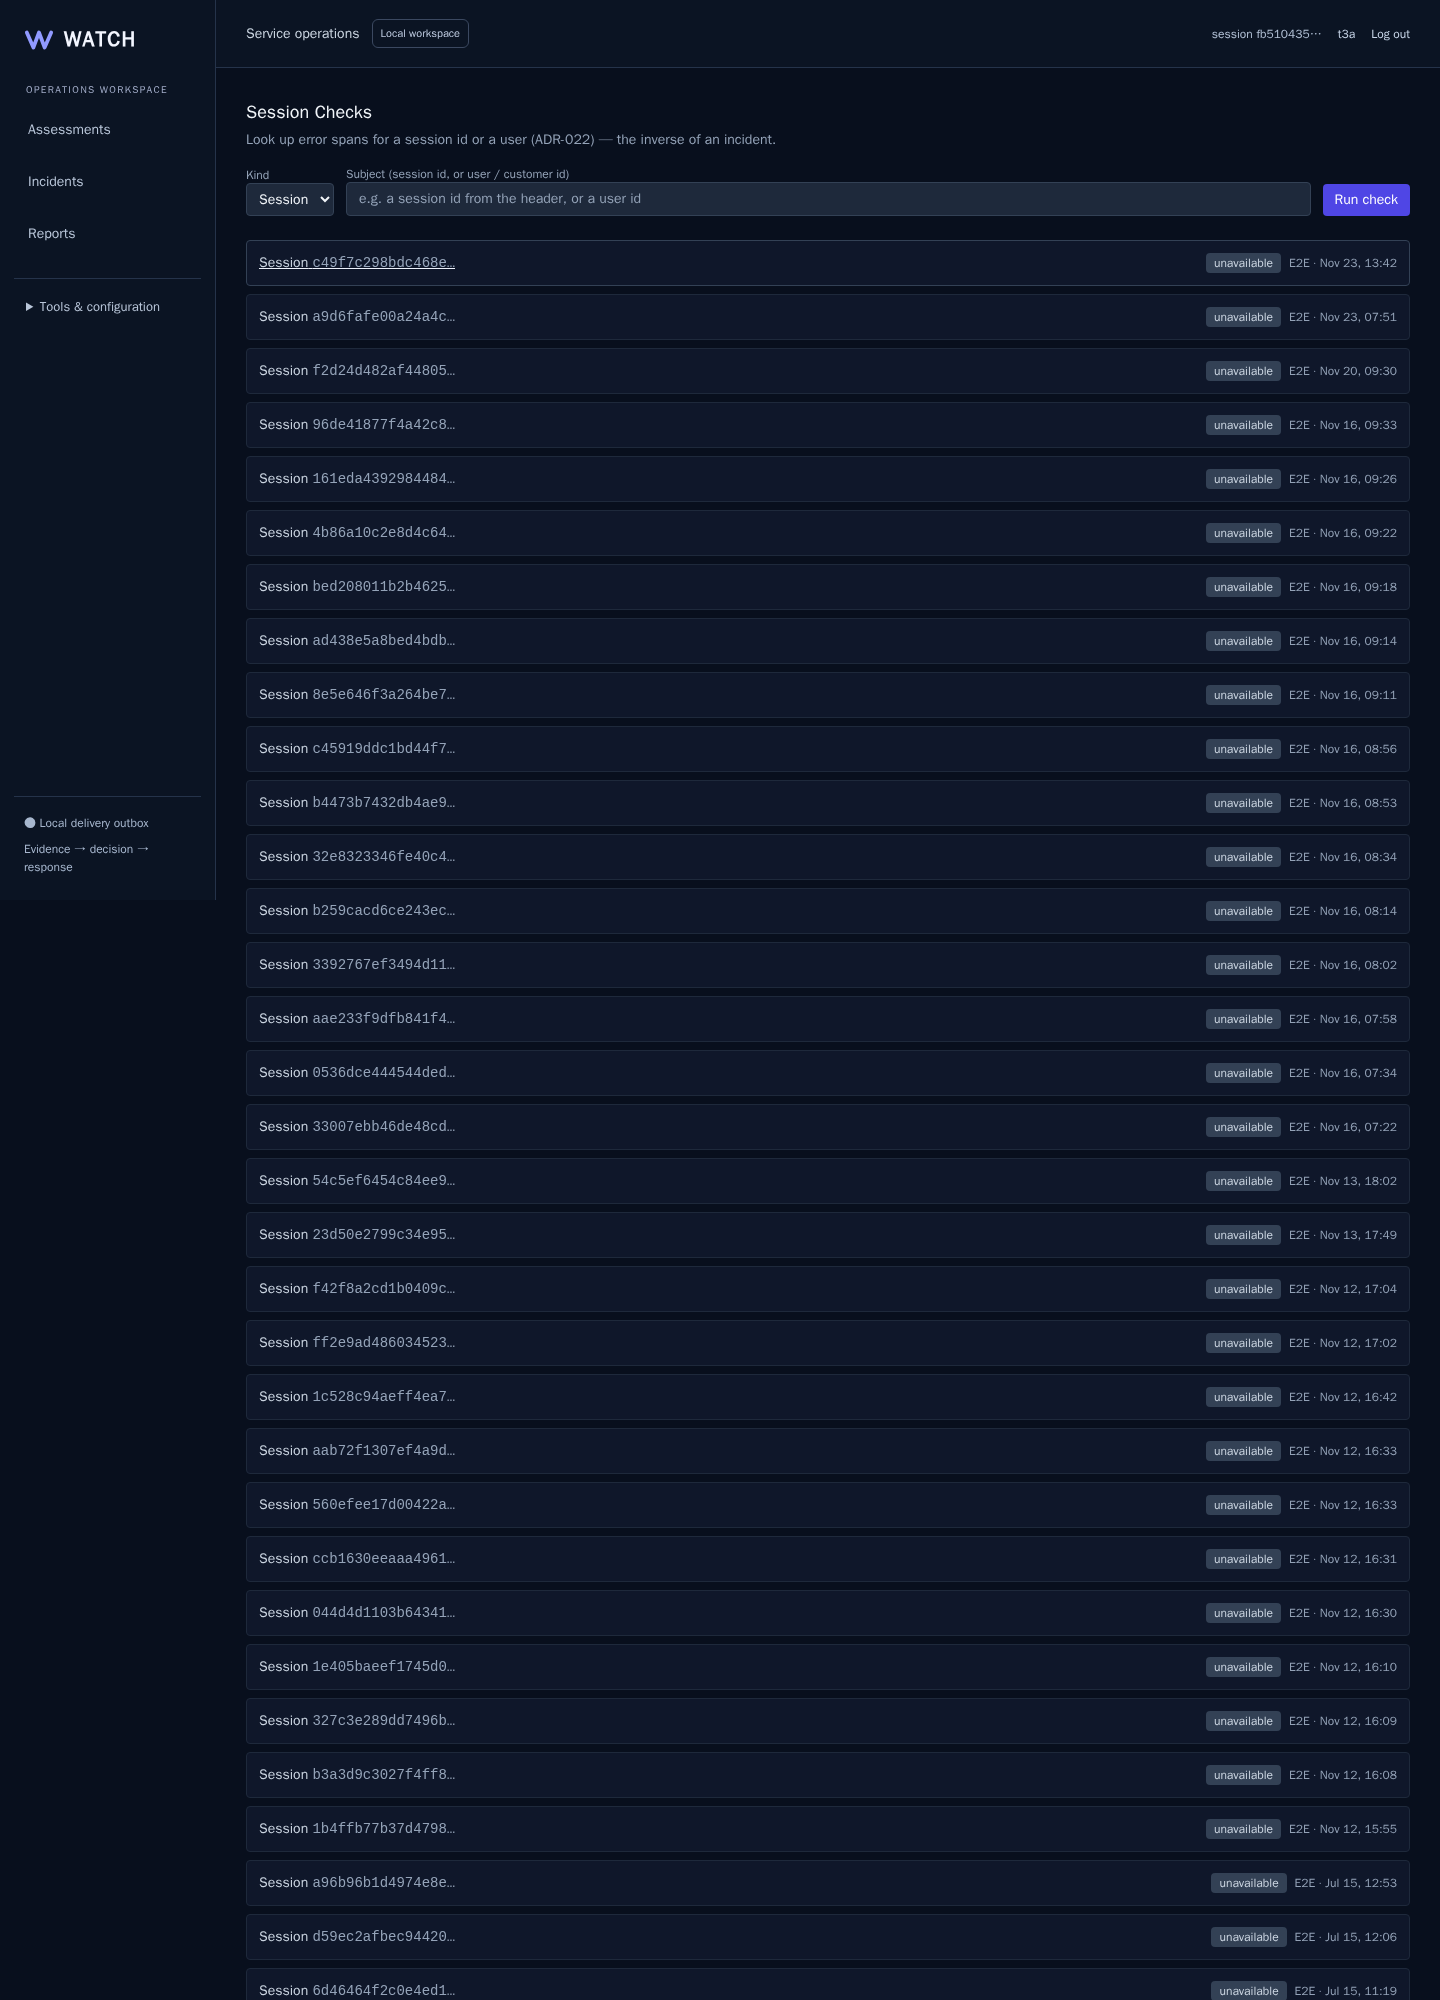 WATCH
OPERATIONS WORKSPACE
Assessments
Incidents
Reports
Tools & configuration
Local delivery outbox
Evidence → decision →
response
Service operations Local workspace session fb510435··· t3a Log out
Session Checks
Look up error spans for a session id or a user (ADR-022) — the inverse of an incident.
Kind Subject (session id, or user / customer id)
Session e.g. a session id from the header, or a user id Run check
Session c49f7c298bdc468e… unavailable E2E · Nov 23, 13:42
Session a9d6fafe00a24a4c… unavailable E2E · Nov 23, 07:51
Session f2d24d482af44805… unavailable E2E · Nov 20, 09:30
Session 96de41877f4a42c8… unavailable E2E · Nov 16, 09:33
Session 161eda4392984484… unavailable E2E · Nov 16, 09:26
Session 4b86a10c2e8d4c64… unavailable E2E · Nov 16, 09:22
Session bed208011b2b4625… unavailable E2E · Nov 16, 09:18
Session ad438e5a8bed4bdb… unavailable E2E · Nov 16, 09:14
Session 8e5e646f3a264be7… unavailable E2E · Nov 16, 09:11
Session c45919ddc1bd44f7… unavailable E2E · Nov 16, 08:56
Session b4473b7432db4ae9… unavailable E2E · Nov 16, 08:53
Session 32e8323346fe40c4… unavailable E2E · Nov 16, 08:34
Session b259cacd6ce243ec… unavailable E2E · Nov 16, 08:14
Session 3392767ef3494d11… unavailable E2E · Nov 16, 08:02
Session aae233f9dfb841f4… unavailable E2E · Nov 16, 07:58
Session 0536dce444544ded… unavailable E2E · Nov 16, 07:34
Session 33007ebb46de48cd… unavailable E2E · Nov 16, 07:22
Session 54c5ef6454c84ee9… unavailable E2E · Nov 13, 18:02
Session 23d50e2799c34e95… unavailable E2E · Nov 13, 17:49
Session f42f8a2cd1b0409c… unavailable E2E · Nov 12, 17:04
Session ff2e9ad486034523… unavailable E2E · Nov 12, 17:02
Session 1c528c94aeff4ea7… unavailable E2E · Nov 12, 16:42
Session aab72f1307ef4a9d… unavailable E2E · Nov 12, 16:33
Session 560efee17d00422a… unavailable E2E · Nov 12, 16:33
Session ccb1630eeaaa4961… unavailable E2E · Nov 12, 16:31
Session 044d4d1103b64341… unavailable E2E · Nov 12, 16:30
Session 1e405baeef1745d0… unavailable E2E · Nov 12, 16:10
Session 327c3e289dd7496b… unavailable E2E · Nov 12, 16:09
Session b3a3d9c3027f4ff8… unavailable E2E · Nov 12, 16:08
Session 1b4ffb77b37d4798… unavailable E2E · Nov 12, 15:55
Session a96b96b1d4974e8e… unavailable E2E · Jul 15, 12:53
Session d59ec2afbec94420… unavailable E2E · Jul 15, 12:06
Session 6d46464f2c0e4ed1… unavailable E2E · Jul 15, 11:19